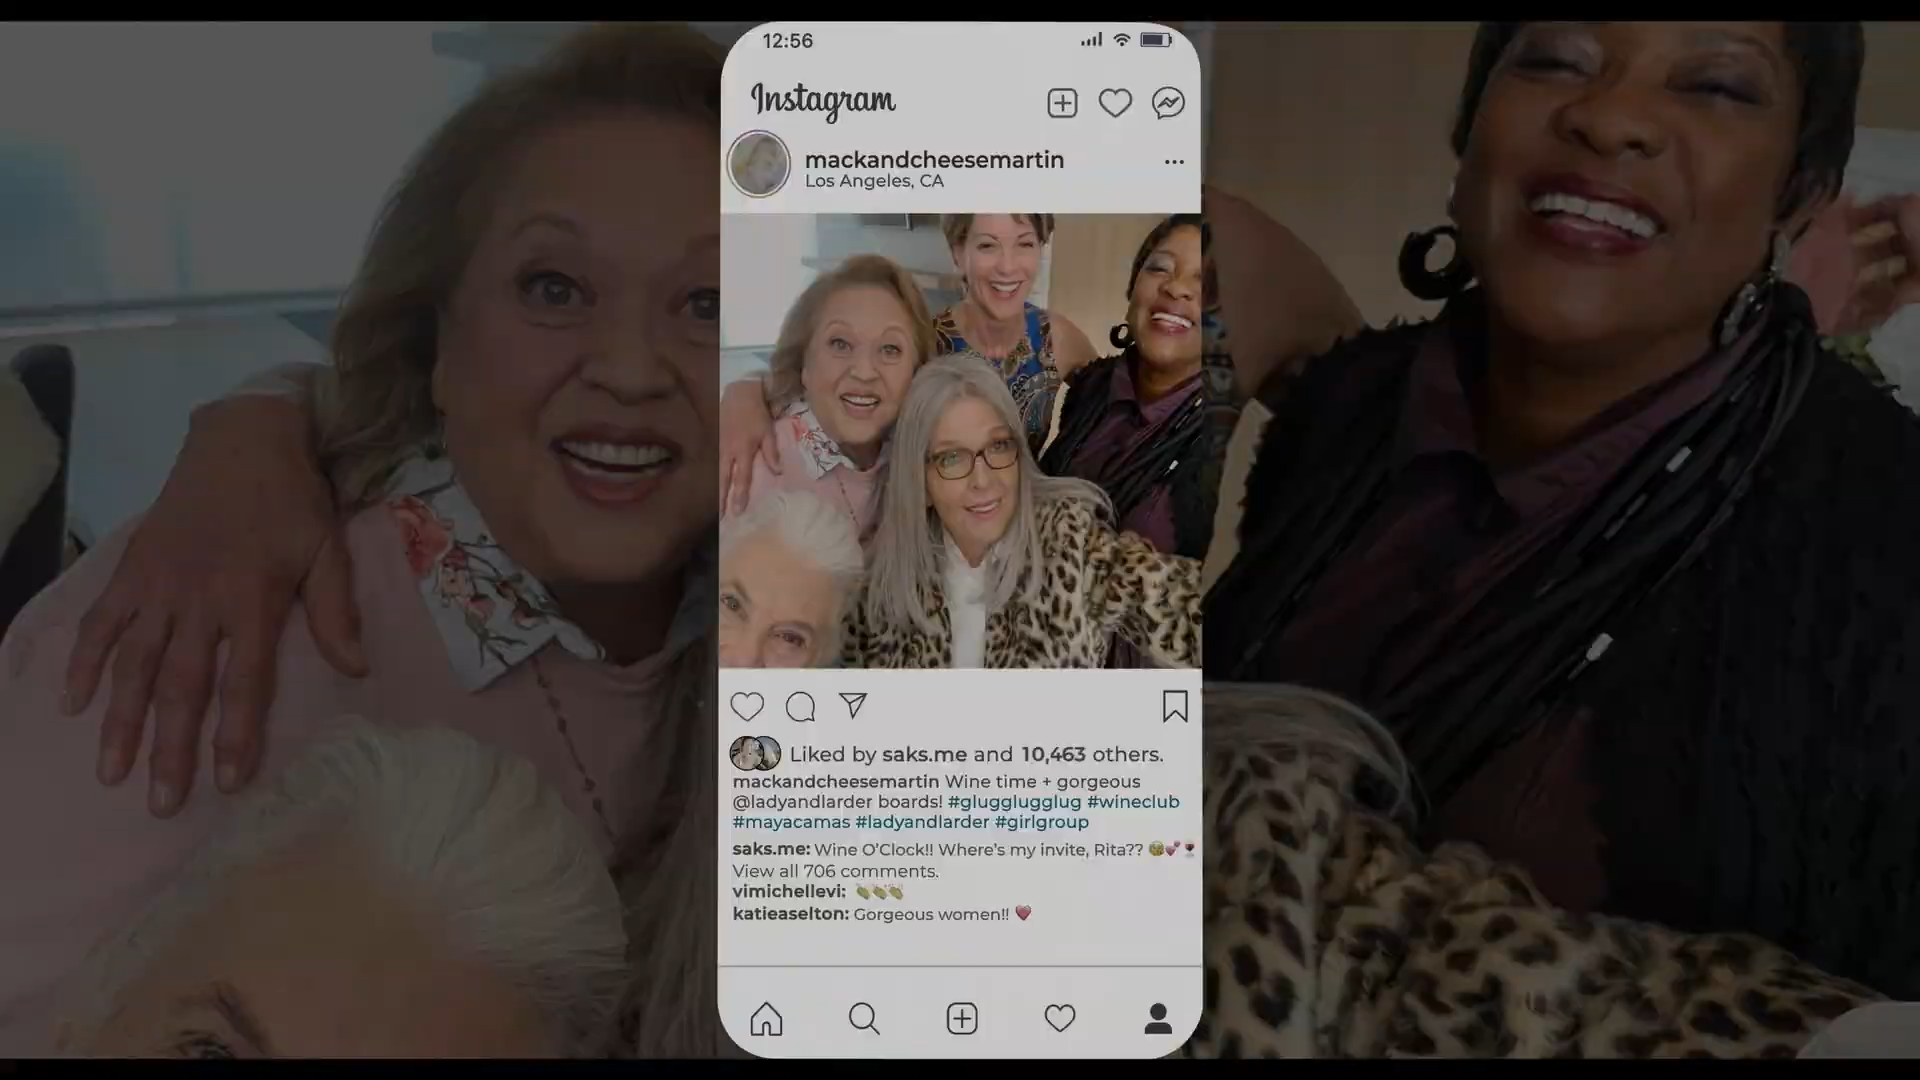 12:56
Instagram
mackandcheesemartin
Los Angeles, CA
Liked by saks.me and 10,463 others.
mackandcheesemartin Wine time + gorgeous
@ladyandlarder boards! #glugglugglug #wineclub
#mayacamas #ladyandlarder #girlgroup
saks.me: Wine O'Clock!! Where's my invite, Rita??
View all 706 comments.
vimichellevi:
katieaselton: Gorgeous women!!